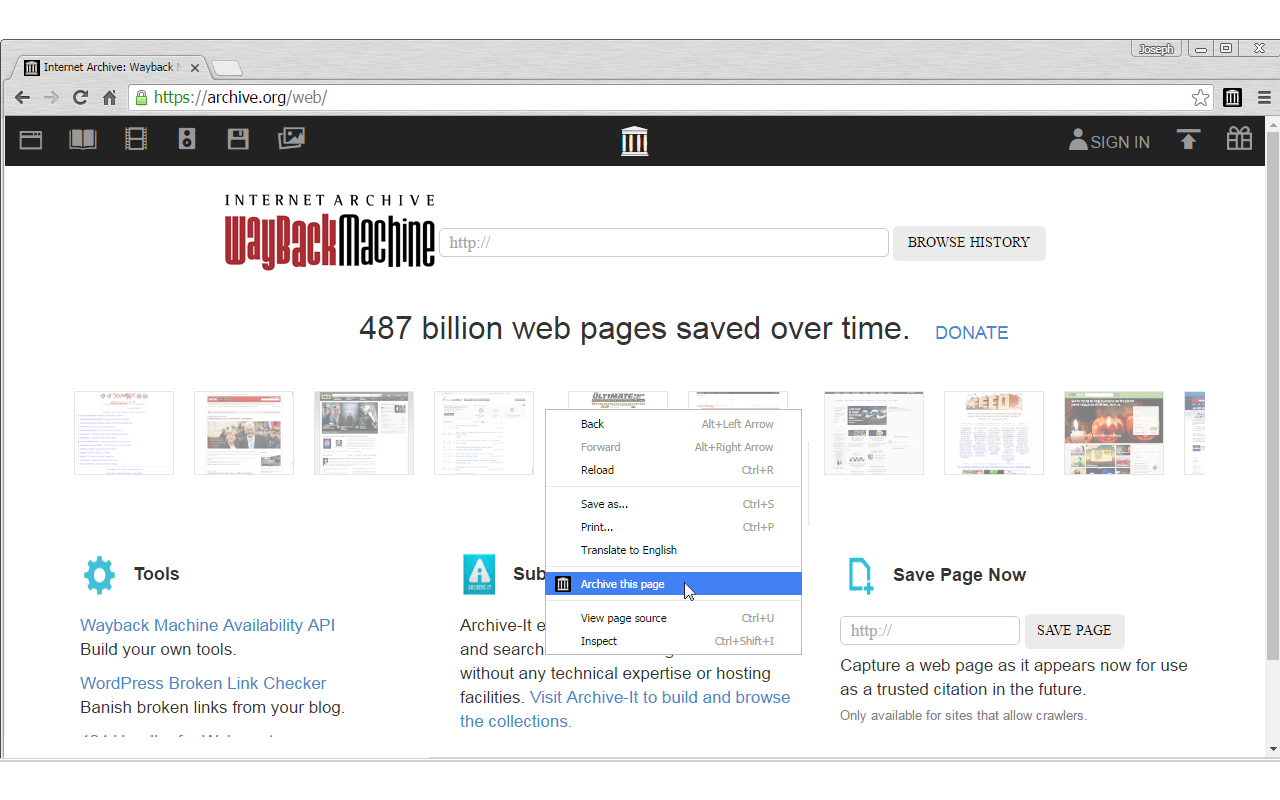 Joseph
Internet Archive: Wayback
https://archive.org/web/
SIGN IN
INTERNET ARCHIVE
WayBackMachine
http://
BROWSE HISTORY
487 billion web pages saved over time.
DONATE
Back Alt+Left Arrow
Forward Alt+Right Arrow
Reload Ctrl+R
Save as... Ctrl+S
Print... Ctrl+P
Translate to English
Archive this page
View page source Ctrl+U
Inspect Ctrl+Shift+I
Tools
Wayback Machine Availability API
Build your own tools.
WordPress Broken Link Checker
Banish broken links from your blog.
ARCHIVE-IT
Sub
Archive-It e
and search
without any technical expertise or hosting
facilities. Visit Archive-It to build and browse
the collections.
Save Page Now
http://
SAVE PAGE
Capture a web page as it appears now for use
as a trusted citation in the future.
Only available for sites that allow crawlers.